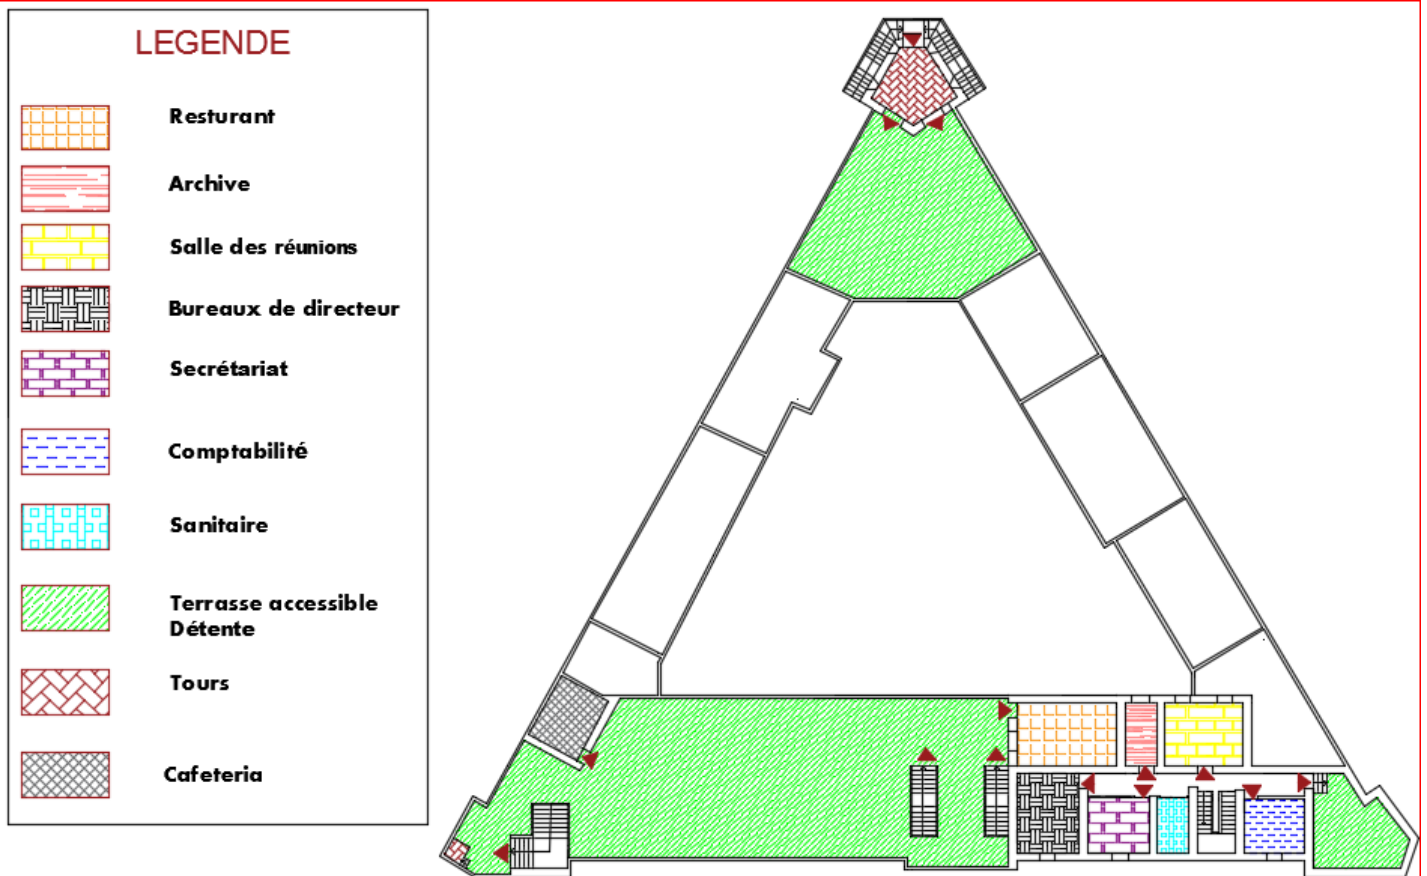 LEGENDE
Resturant
Archive
Salle des réunions
Bureaux de directeur
Secrétariat
Comptabilité
Sanitaire
Terrasse accessible
Détente
Tours
Cafeteria